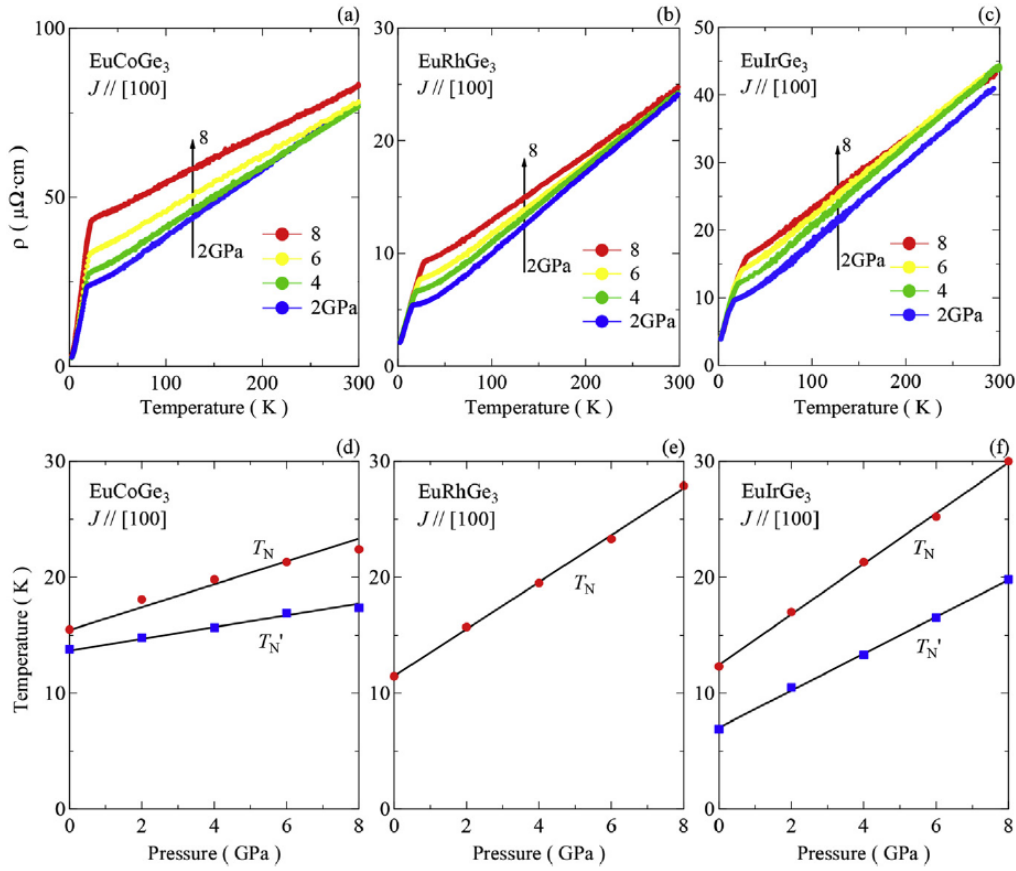 (a)
100
EuCoGe3
J // [100]
8
50
2GPa
8
6
4
2GPa
0
0 100 200 300
Temperature ( K )
ρ ( μΩ·cm )
(b)
30
EuRhGe3
J // [100]
20
8
10
2GPa
8
6
4
2GPa
0
0 100 200 300
Temperature ( K )
(c)
50
EuIrGe3
J // [100]
40
8
30
20
2GPa
8
6
4
2GPa
10
0
0 100 200 300
Temperature ( K )
(d)
30
EuCoGe3
J // [100]
TN
20
TN'
10
0
0 2 4 6 8
Pressure ( GPa )
Temperature ( K )
(e)
30
EuRhGe3
J // [100]
20
TN
10
0
0 2 4 6 8
Pressure ( GPa )
(f)
30
EuIrGe3
J // [100]
TN
20
TN'
10
0
0 2 4 6 8
Pressure ( GPa )